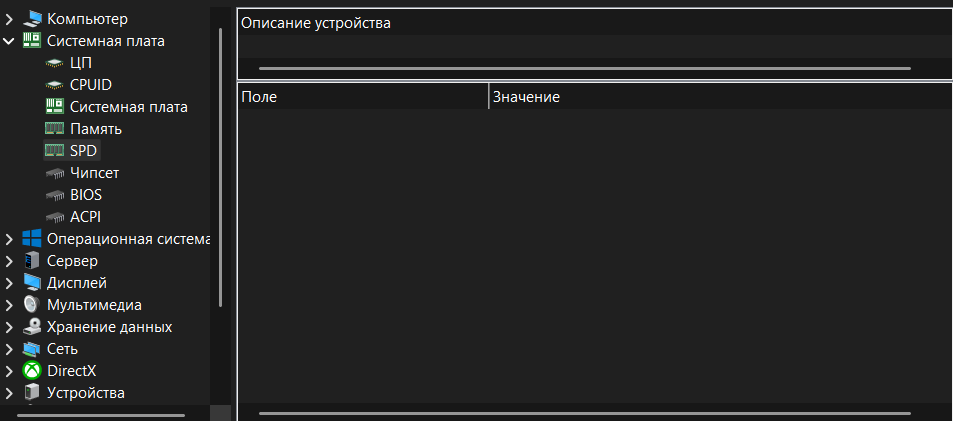 Компьютер
Системная плата
ЦП
CPUID
Системная плата
Память
SPD
Чипсет
BIOS
ACPI
Операционная система
Сервер
Дисплей
Мультимедиа
Хранение данных
Сеть
DirectX
Устройства
Описание устройства
Поле Значение